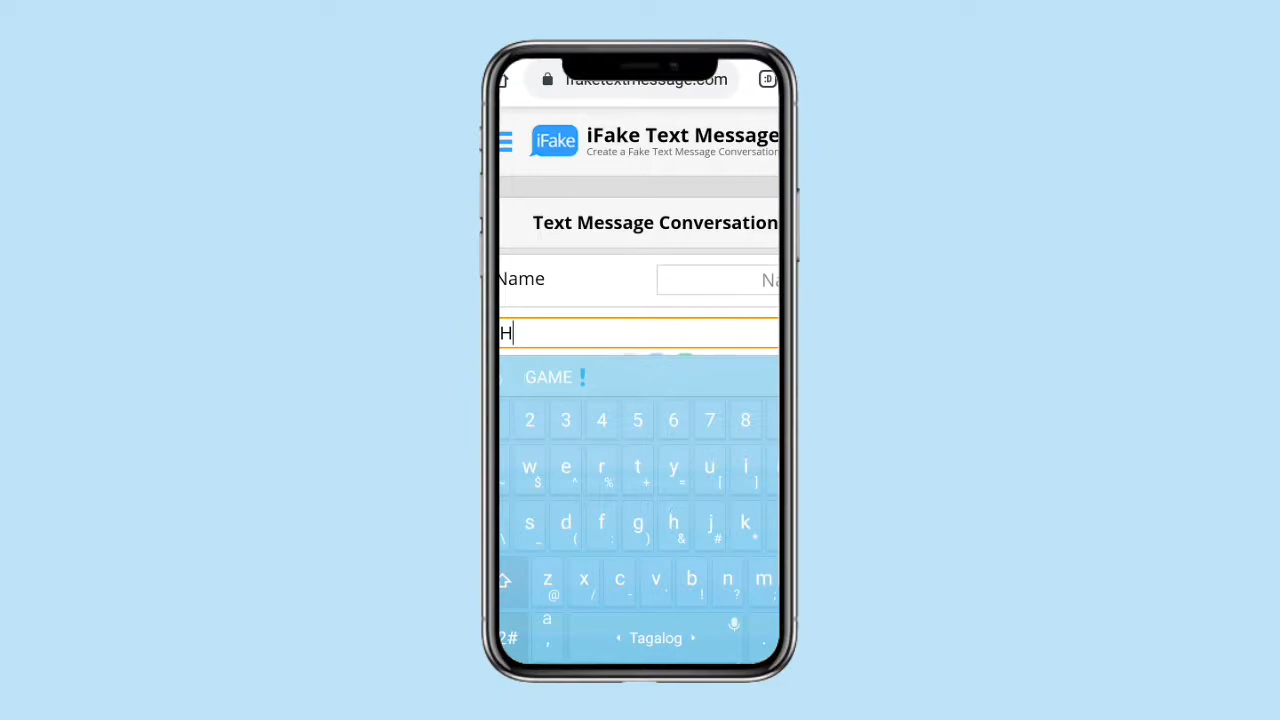 ifaketextmessage.com :D
iFake iFake Text Message
Create a Fake Text Message Conversation
Text Message Conversation
Name
H
GAME !
2 3 4 5 6 7 8
w e r t y u i
$ ^ % + = [ ]
s d f g h j k
\ _ ( : ) & # *
z x c v b n m
@ / - ' ! ? ;
a
2# , Tagalog .